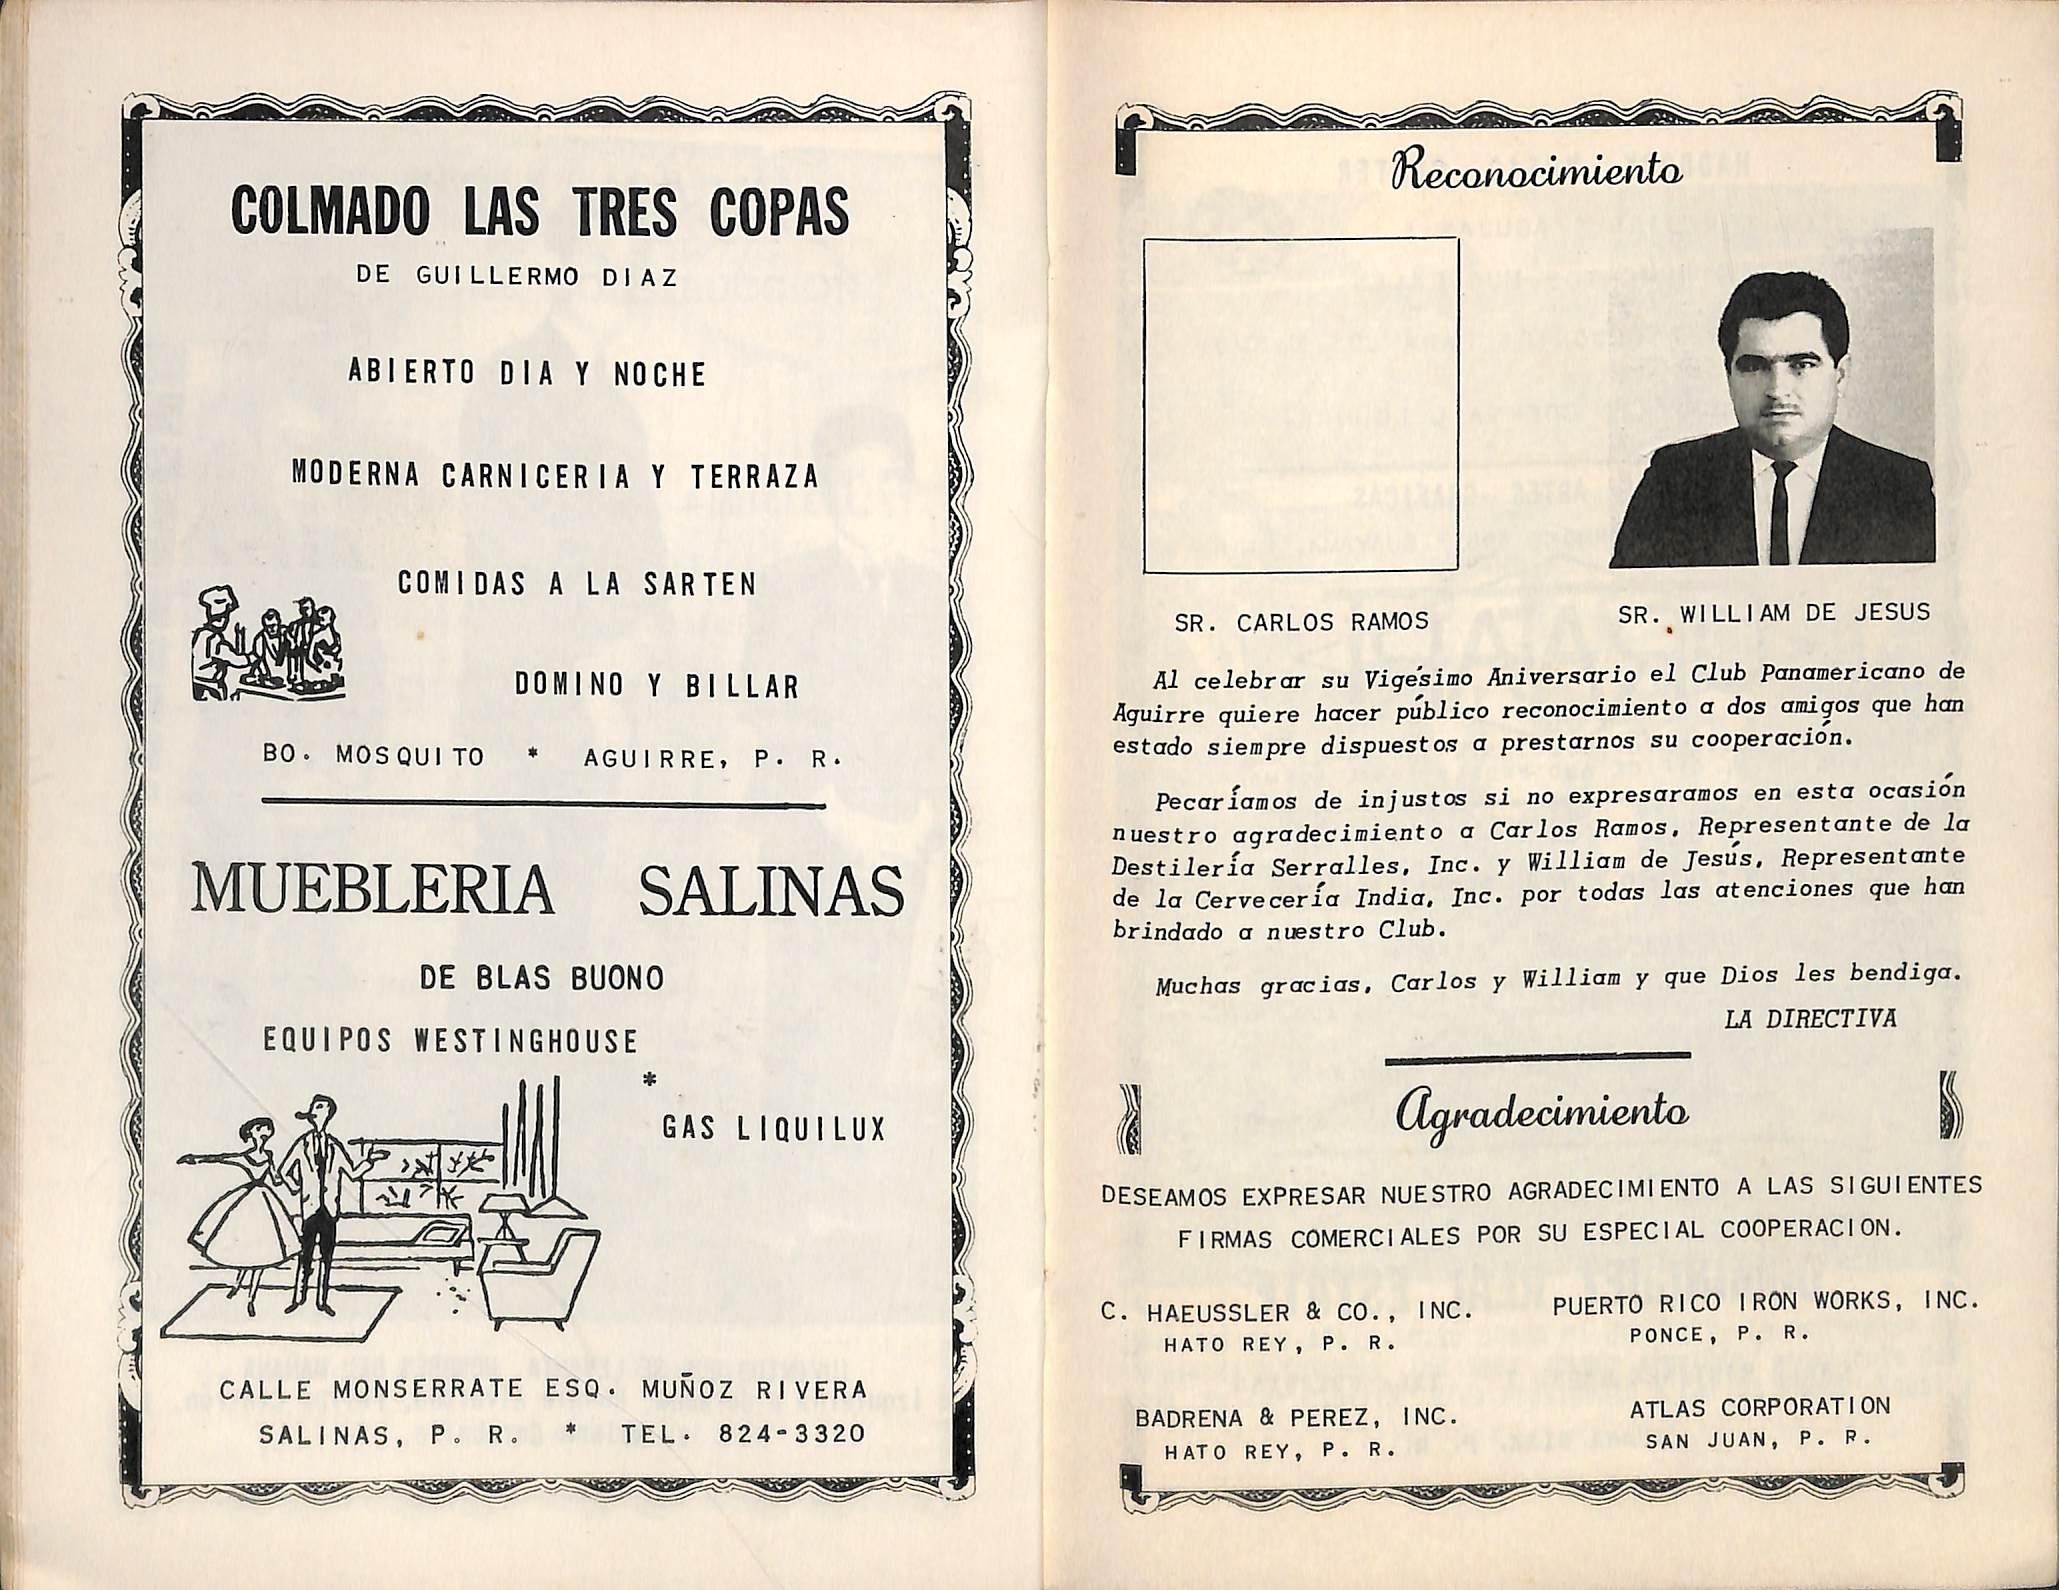 COLMADO LAS TRES COPAS
DE GUILLERMO DIAZ
ABIERTO DIA Y NOCHE
MODERNA CARNICERIA Y TERRAZA
COMIDAS A LA SARTEN
DOMINO Y BILLAR
BO. MOSQUITO * AGUIRRE, P. R.
MUEBLERIA SALINAS
DE BLAS BUONO
EQUIPOS WESTINGHOUSE
*
GAS LIQUILUX
CALLE MONSERRATE ESQ. MUÑOZ RIVERA
SALINAS, P. R. * TEL. 824-3320
Reconocimiento
SR. CARLOS RAMOS
SR. WILLIAM DE JESUS
Al celebrar su Vigésimo Aniversario el Club Panamericano de
Aguirre quiere hacer público reconocimiento a dos amigos que han
estado siempre dispuestos a prestarnos su cooperación.
Pecaríamos de injustos si no expresaramos en esta ocasión
nuestro agradecimiento a Carlos Ramos, Representante de la
Destilería Serralles, Inc. y William de Jesús, Representante
de la Cervecería India, Inc. por todas las atenciones que han
brindado a nuestro Club.
Muchas gracias, Carlos y William y que Dios les bendiga.
LA DIRECTIVA
Agradecimiento
DESEAMOS EXPRESAR NUESTRO AGRADECIMIENTO A LAS SIGUIENTES
FIRMAS COMERCIALES POR SU ESPECIAL COOPERACION.
C. HAEUSSLER & CO., INC.
HATO REY, P. R.
PUERTO RICO IRON WORKS, INC.
PONCE, P. R.
BADRENA & PEREZ, INC.
HATO REY, P. R.
ATLAS CORPORATION
SAN JUAN, P. R.